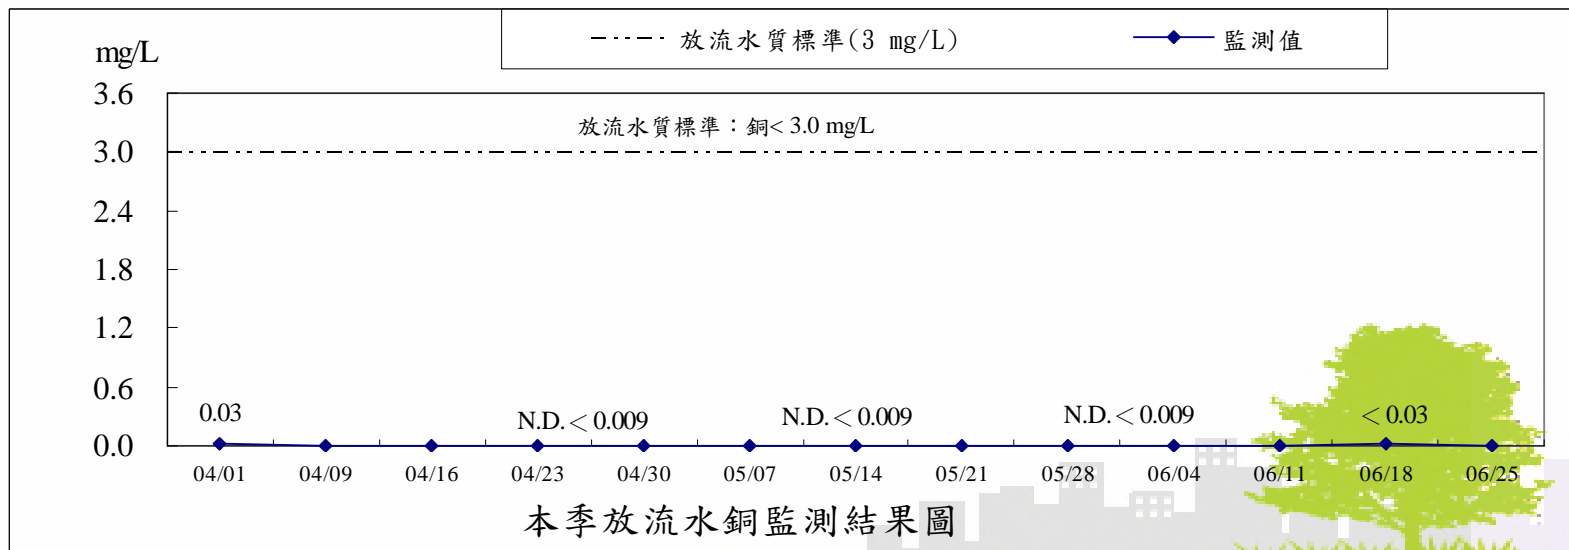 放流水質標準(3 mg/L) 監測值
mg/L
3.6
放流水質標準：銅< 3.0 mg/L
3.0
2.4
1.8
1.2
0.6
0.03 N.D.＜0.009 N.D.＜0.009 N.D.＜0.009 ＜0.03
0.0
04/01 04/09 04/16 04/23 04/30 05/07 05/14 05/21 05/28 06/04 06/11 06/18 06/25
本季放流水銅監測結果圖